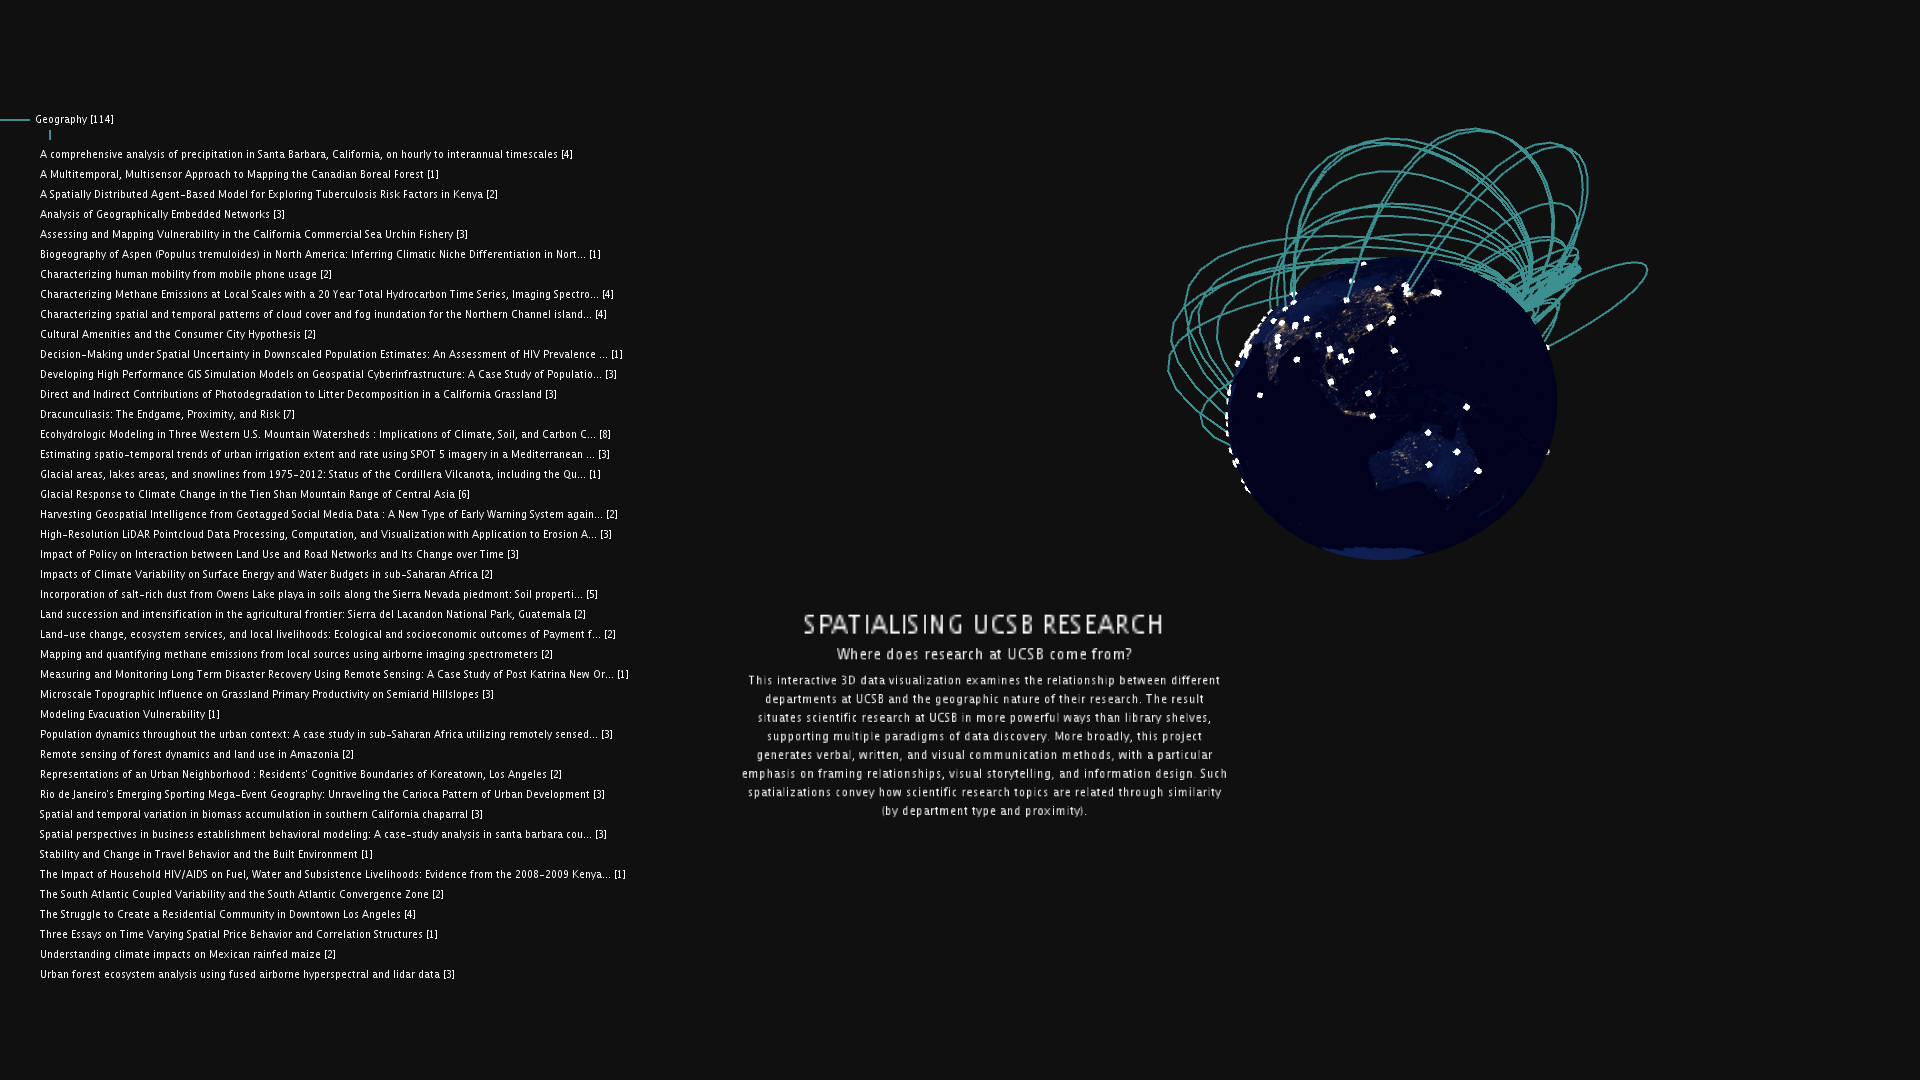 Geography [114]
A comprehensive analysis of precipitation in Santa Barbara, California, on hourly to interannual timescales [4]
A Multitemporal, Multisensor Approach to Mapping the Canadian Boreal Forest [1]
A Spatially Distributed Agent-Based Model for Exploring Tuberculosis Risk Factors in Kenya [2]
Analysis of Geographically Embedded Networks [3]
Assessing and Mapping Vulnerability in the California Commercial Sea Urchin Fishery [3]
Biogeography of Aspen (Populus tremuloides) in North America: Inferring Climatic Niche Differentiation in Nort... [1]
Characterizing human mobility from mobile phone usage [2]
Characterizing Methane Emissions at Local Scales with a 20 Year Total Hydrocarbon Time Series, Imaging Spectro... [4]
Characterizing spatial and temporal patterns of cloud cover and fog inundation for the Northern Channel island... [4]
Cultural Amenities and the Consumer City Hypothesis [2]
Decision-Making under Spatial Uncertainty in Downscaled Population Estimates: An Assessment of HIV Prevalence ... [1]
Developing High Performance GIS Simulation Models on Geospatial Cyberinfrastructure: A Case Study of Populatio... [3]
Direct and Indirect Contributions of Photodegradation to Litter Decomposition in a California Grassland [3]
Dracunculiasis: The Endgame, Proximity, and Risk [7]
Ecohydrologic Modeling in Three Western U.S. Mountain Watersheds : Implications of Climate, Soil, and Carbon C... [8]
Estimating spatio-temporal trends of urban irrigation extent and rate using SPOT 5 imagery in a Mediterranean ... [3]
Glacial areas, lakes areas, and snowlines from 1975-2012: Status of the Cordillera Vilcanota, including the Qu... [1]
Glacial Response to Climate Change in the Tien Shan Mountain Range of Central Asia [6]
Harvesting Geospatial Intelligence from Geotagged Social Media Data : A New Type of Early Warning System again... [2]
High-Resolution LiDAR Pointcloud Data Processing, Computation, and Visualization with Application to Erosion A... [3]
Impact of Policy on Interaction between Land Use and Road Networks and Its Change over Time [3]
Impacts of Climate Variability on Surface Energy and Water Budgets in sub-Saharan Africa [2]
Incorporation of salt-rich dust from Owens Lake playa in soils along the Sierra Nevada piedmont: Soil properti... [5]
Land succession and intensification in the agricultural frontier: Sierra del Lacandon National Park, Guatemala [2]
Land-use change, ecosystem services, and local livelihoods: Ecological and socioeconomic outcomes of Payment f... [2]
Mapping and quantifying methane emissions from local sources using airborne imaging spectrometers [2]
Measuring and Monitoring Long Term Disaster Recovery Using Remote Sensing: A Case Study of Post Katrina New Or... [1]
Microscale Topographic Influence on Grassland Primary Productivity on Semiarid Hillslopes [3]
Modeling Evacuation Vulnerability [1]
Population dynamics throughout the urban context: A case study in sub-Saharan Africa utilizing remotely sensed... [3]
Remote sensing of forest dynamics and land use in Amazonia [2]
Representations of an Urban Neighborhood : Residents' Cognitive Boundaries of Koreatown, Los Angeles [2]
Rio de Janeiro's Emerging Sporting Mega-Event Geography: Unraveling the Carioca Pattern of Urban Development [3]
Spatial and temporal variation in biomass accumulation in southern California chaparral [3]
Spatial perspectives in business establishment behavioral modeling: A case-study analysis in santa barbara cou... [3]
Stability and Change in Travel Behavior and the Built Environment [1]
The Impact of Household HIV/AIDS on Fuel, Water and Subsistence Livelihoods: Evidence from the 2008-2009 Kenya... [1]
The South Atlantic Coupled Variability and the South Atlantic Convergence Zone [2]
The Struggle to Create a Residential Community in Downtown Los Angeles [4]
Three Essays on Time Varying Spatial Price Behavior and Correlation Structures [1]
Understanding climate impacts on Mexican rainfed maize [2]
Urban forest ecosystem analysis using fused airborne hyperspectral and lidar data [3]
SPATIALISING UCSB RESEARCH
Where does research at UCSB come from?
This interactive 3D data visualization examines the relationship between different
departments at UCSB and the geographic nature of their research. The result
situates scientific research at UCSB in more powerful ways than library shelves,
supporting multiple paradigms of data discovery. More broadly, this project
generates verbal, written, and visual communication methods, with a particular
emphasis on framing relationships, visual storytelling, and information design. Such
spatializations convey how scientific research topics are related through similarity
(by department type and proximity).